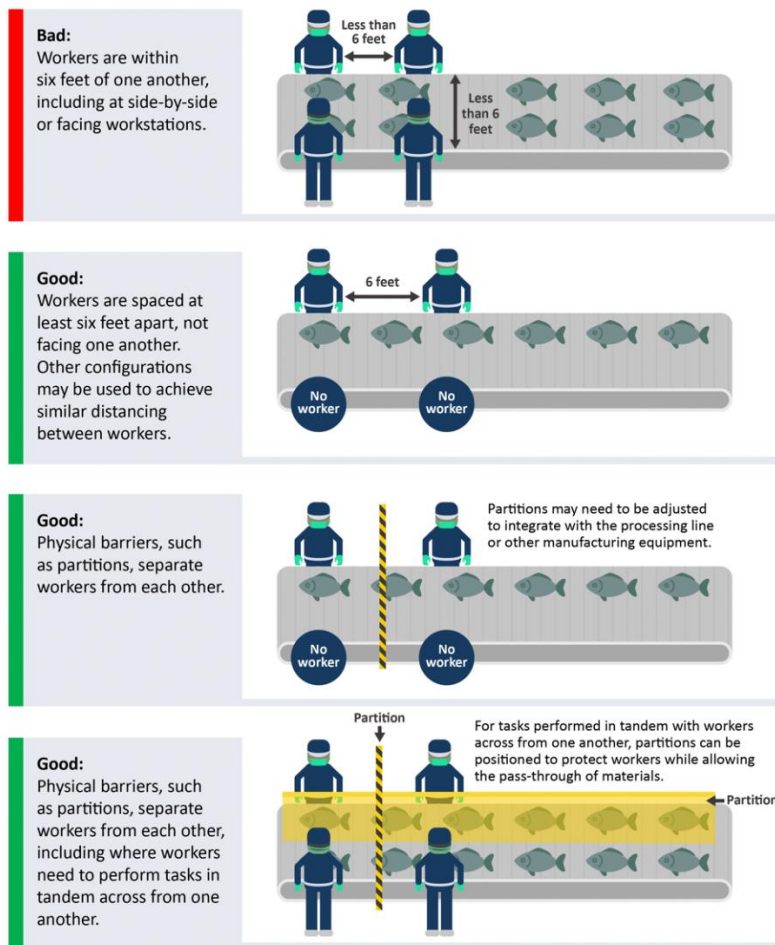 Bad:
Workers are within
six feet of one another,
including at side-by-side
or facing workstations.
Less than
6 feet
Less
than 6
feet
Good:
Workers are spaced at
least six feet apart, not
facing one another.
Other configurations
may be used to achieve
similar distancing
between workers.
6 feet
No
worker
No
worker
Good:
Physical barriers, such
as partitions, separate
workers from each other.
Partitions may need to be adjusted
to integrate with the processing line
or other manufacturing equipment.
No
worker
No
worker
Good:
Physical barriers, such
as partitions, separate
workers from each other,
including where workers
need to perform tasks in
tandem across from one
another.
Partition
For tasks performed in tandem with workers
across from one another, partitions can be
positioned to protect workers while allowing
the pass-through of materials.
Partition